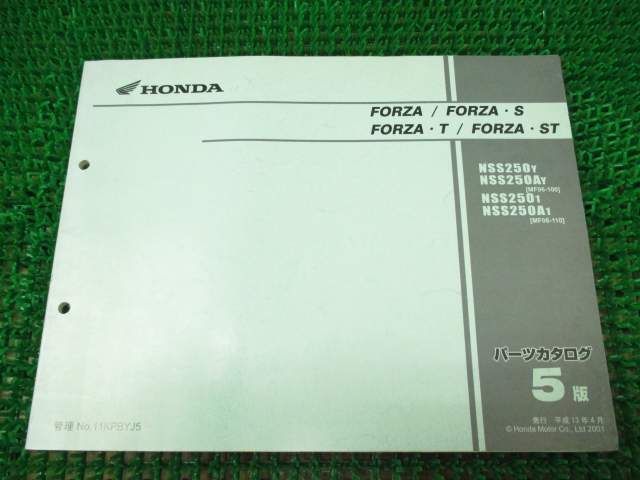 HONDA
FORZA / FORZA・S
FORZA・T / FORZA・ST
NSS250Y
NSS250AY
[MF06-100]
NSS2501
NSS250A1
[MF06-110]
パーツカタログ
5版
発行 平成13年4月
© Honda Motor Co., Ltd 2001
管理 No.11KPBYJ5